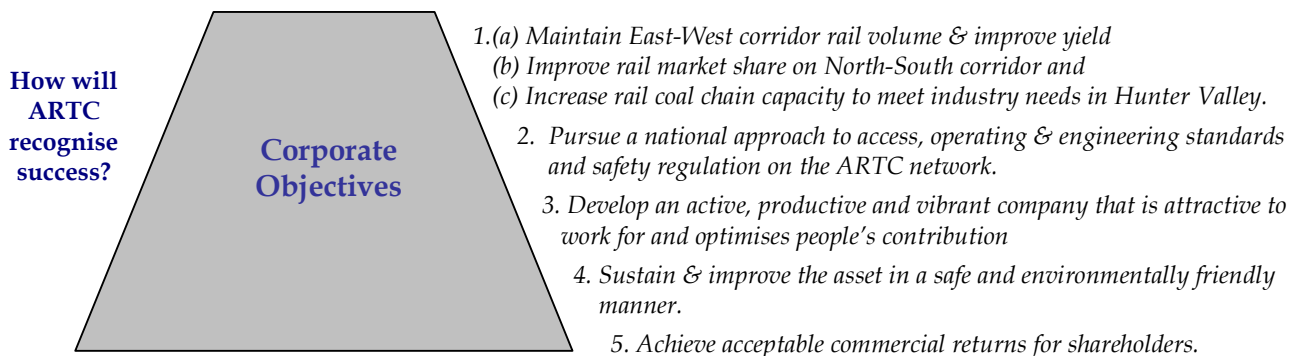 How will
ARTC
recognise
success?
Corporate
Objectives
1.(a) Maintain East-West corridor rail volume & improve yield
(b) Improve rail market share on North-South corridor and
(c) Increase rail coal chain capacity to meet industry needs in Hunter Valley.
2. Pursue a national approach to access, operating & engineering standards
and safety regulation on the ARTC network.
3. Develop an active, productive and vibrant company that is attractive to
work for and optimises people's contribution
4. Sustain & improve the asset in a safe and environmentally friendly
manner.
5. Achieve acceptable commercial returns for shareholders.